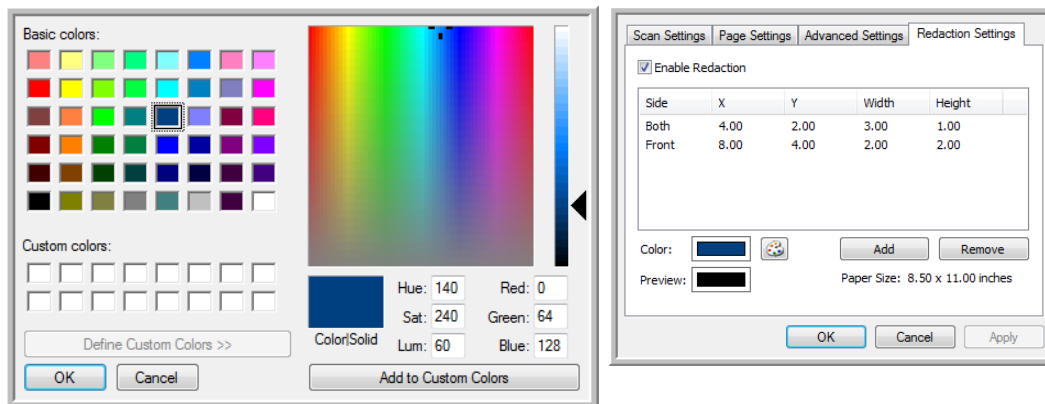 Basic colors:
Custom colors:
Define Custom Colors >>
OK Cancel
Color|Solid
Hue: 140 Red: 0
Sat: 240 Green: 64
Lum: 60 Blue: 128
Add to Custom Colors
Scan Settings Page Settings Advanced Settings Redaction Settings
Enable Redaction
Side X Y Width Height
Both 4.00 2.00 3.00 1.00
Front 8.00 4.00 2.00 2.00
Color: Add Remove
Preview: Paper Size: 8.50 x 11.00 inches
OK Cancel Apply